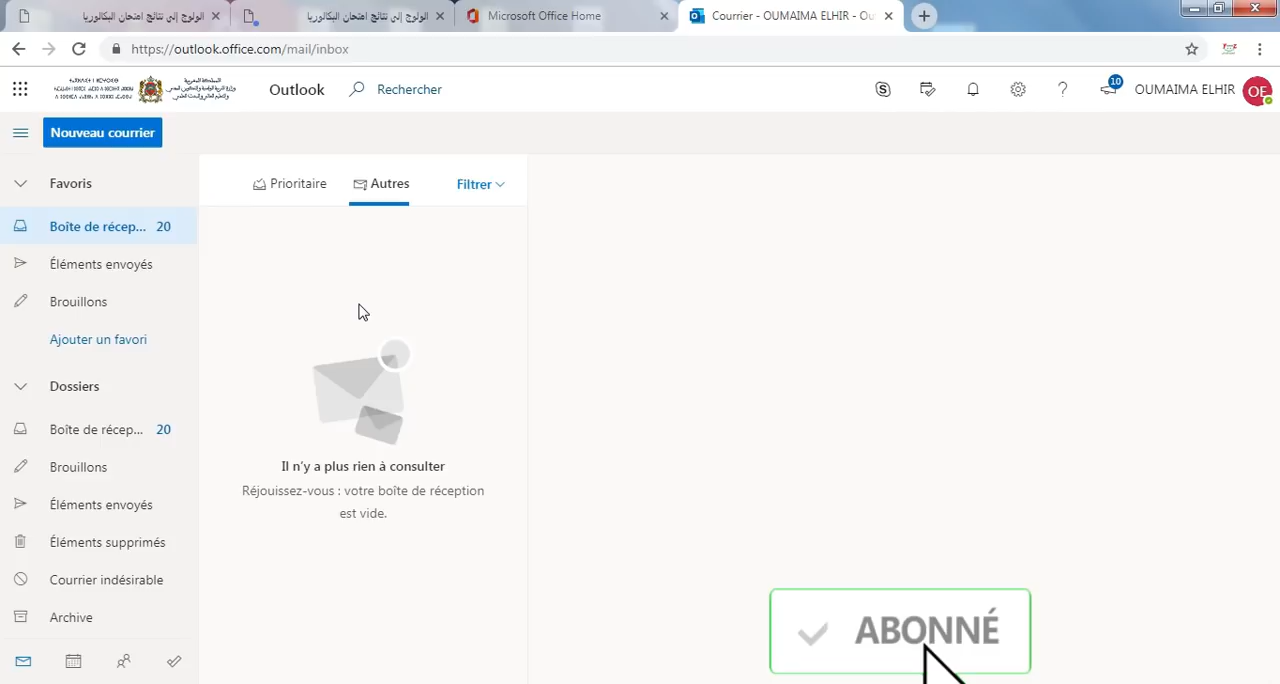 الولوج إلى نتائج امتحان البكالوريا
الولوج إلى نتائج امتحان البكالوريا
Microsoft Office Home
Courrier - OUMAIMA ELHIR - Ou
https://outlook.office.com/mail/inbox
Outlook
Rechercher
10
OUMAIMA ELHIR
OE
Nouveau courrier
Favoris
Boîte de récep... 20
Éléments envoyés
Brouillons
Ajouter un favori
Dossiers
Boîte de récep... 20
Brouillons
Éléments envoyés
Éléments supprimés
Courrier indésirable
Archive
Prioritaire
Autres
Filtrer
Il n'y a plus rien à consulter
Réjouissez-vous : votre boîte de réception
est vide.
ABONNÉ